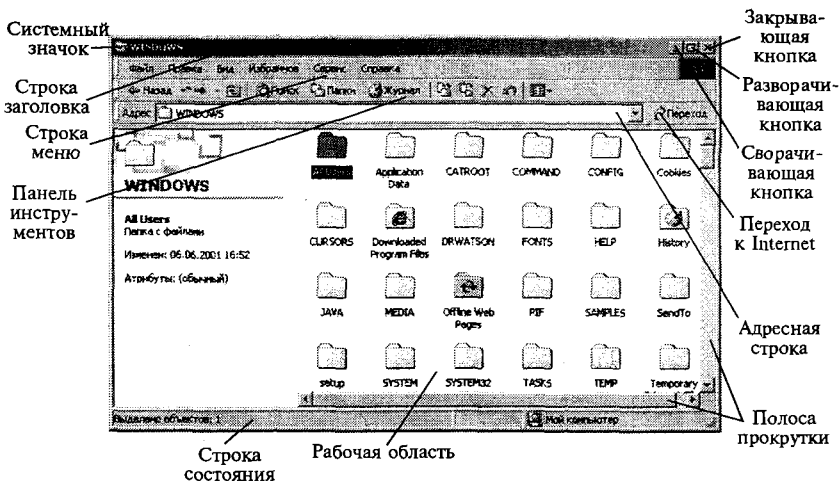 Системный
значок
Строка
заголовка
Строка
меню
Панель
инстру-
ментов
WINDOWS
Файл Правка Вид Избранное Сервис Справка
Назад Поиск Папки Журнал
Адрес WINDOWS Переход
WINDOWS
All Users
Папка с файлами
Изменен: 06.06.2001 16:52
Атрибуты: (обычный)
Application
Data
CATROOT
COMMAND
CONFIG
Cookies
CURSORS
Downloaded
Program Files
DRWATSON
FONTS
HELP
History
JAVA
MEDIA
Offline Web
Pages
PIF
SAMPLES
SendTo
setup
SYSTEM
SYSTEM32
TASKS
TEMP
Temporary
Выделено объектов: 1
Мой компьютер
Закрыва-
ющая
кнопка
Разворачи-
вающая
кнопка
Сворачи-
вающая
кнопка
Переход
к Internet
Адресная
строка
Полоса
прокрутки
Строка
состояния
Рабочая область